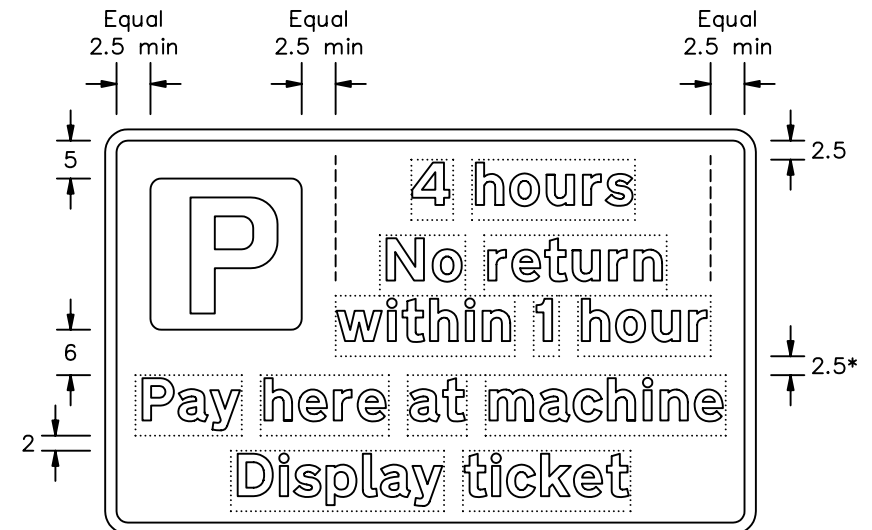 Equal Equal Equal
2.5 min 2.5 min 2.5 min
5
2.5
P
4 hours
No return
within 1 hour
6
2.5*
Pay here at machine
2
Display ticket